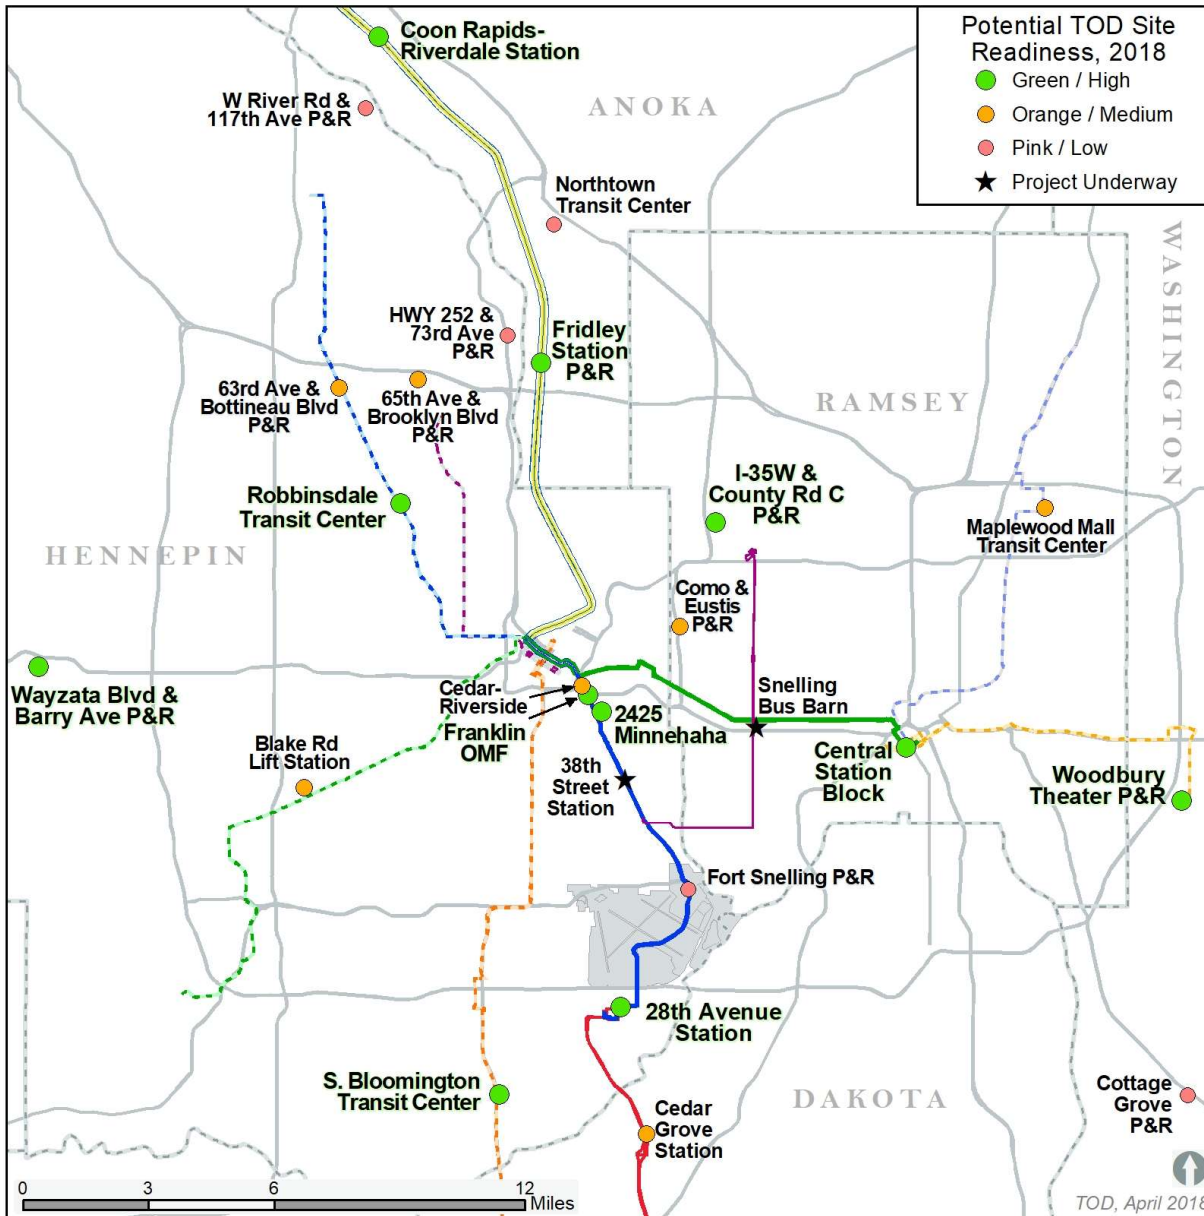 Potential TOD Site
Readiness, 2018
Green / High
Orange / Medium
Pink / Low
Project Underway
Coon Rapids-
Riverdale Station
W River Rd &
117th Ave P&R
ANOKA
Northtown
Transit Center
WASHINGTON
HWY 252 &
73rd Ave
P&R
Fridley
Station
P&R
63rd Ave &
Bottineau Blvd
P&R
65th Ave &
Brooklyn Blvd
P&R
RAMSEY
Robbinsdale
Transit Center
I-35W &
County Rd C
P&R
Maplewood Mall
Transit Center
HENNEPIN
Como &
Eustis
P&R
Wayzata Blvd &
Barry Ave P&R
Cedar-
Riverside
Franklin
OMF
2425
Minnehaha
Snelling
Bus Barn
Blake Rd
Lift Station
38th
Street
Station
Central
Station
Block
Woodbury
Theater P&R
Fort Snelling P&R
28th Avenue
Station
S. Bloomington
Transit Center
Cedar
Grove
Station
DAKOTA
Cottage
Grove
P&R
0 3 6 12
Miles
TOD, April 2018